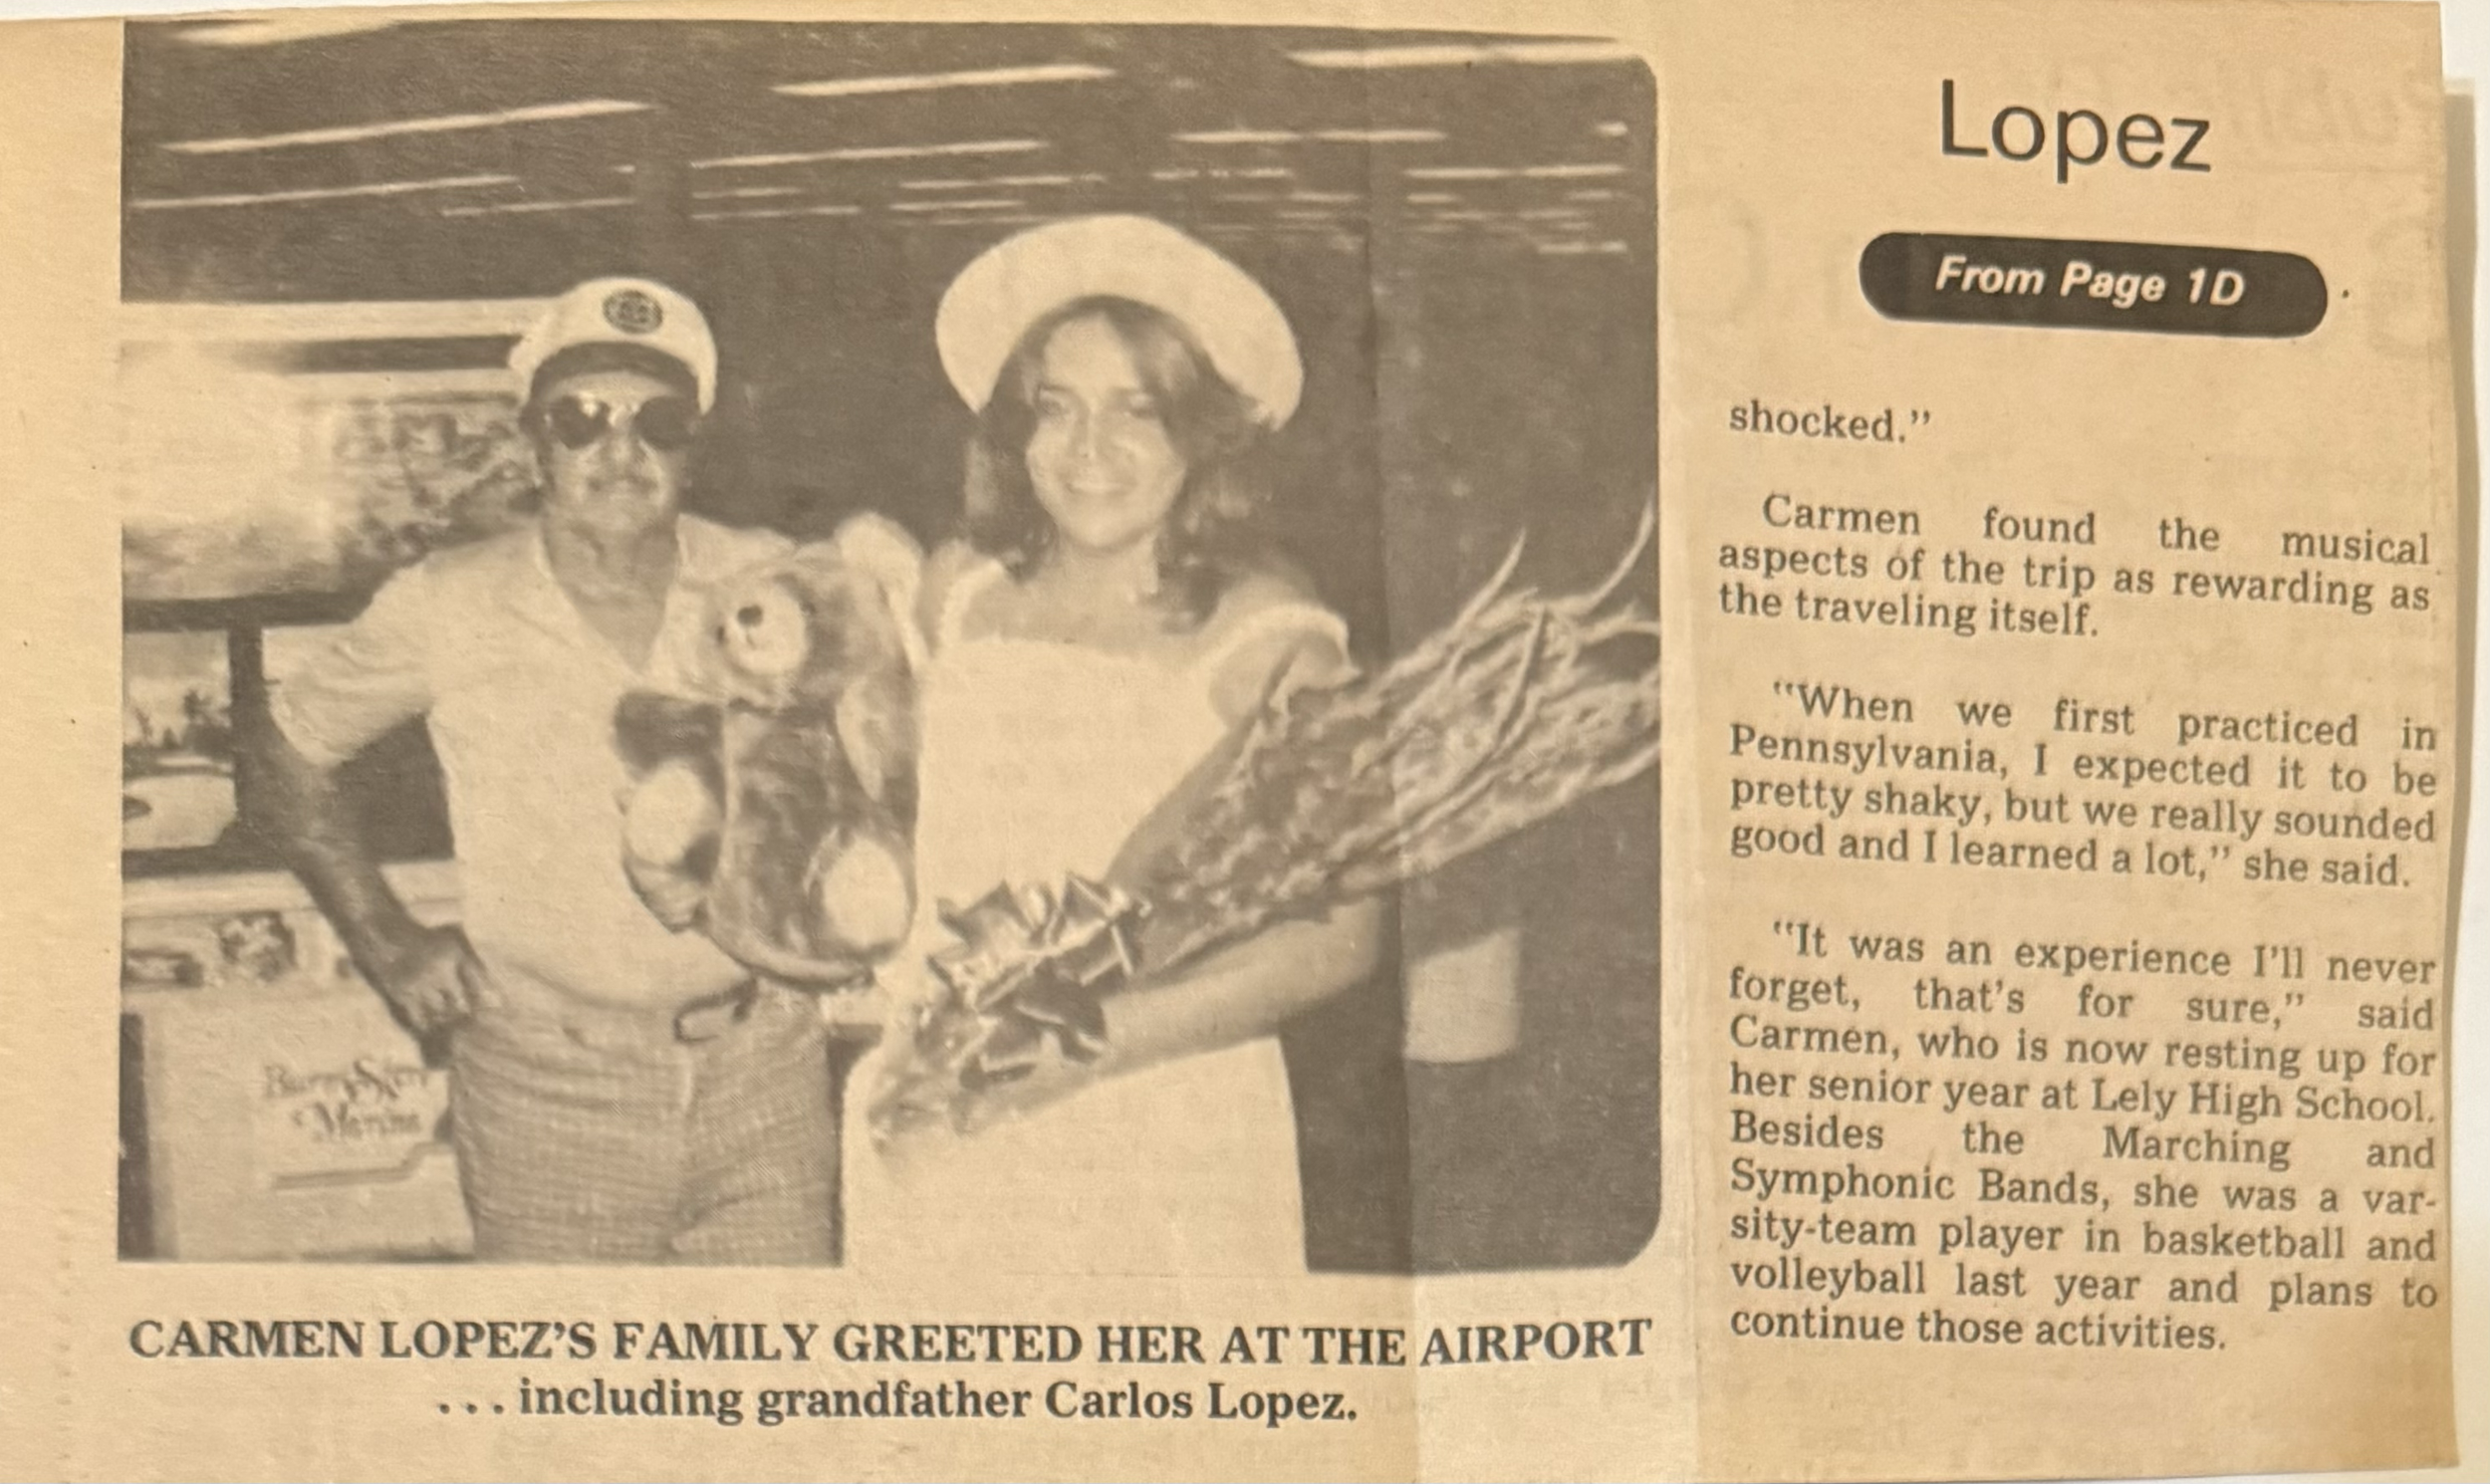 Lopez
From Page 1D
shocked.”
Carmen found the musical
aspects of the trip as rewarding as
the traveling itself.
“When we first practiced in
Pennsylvania, I expected it to be
pretty shaky, but we really sounded
good and I learned a lot,” she said.
“It was an experience I’ll never
forget, that’s for sure,” said
Carmen, who is now resting up for
her senior year at Lely High School.
Besides the Marching and
Symphonic Bands, she was a var-
sity-team player in basketball and
volleyball last year and plans to
continue those activities.
Marine
CARMEN LOPEZ’S FAMILY GREETED HER AT THE AIRPORT
. . . including grandfather Carlos Lopez.